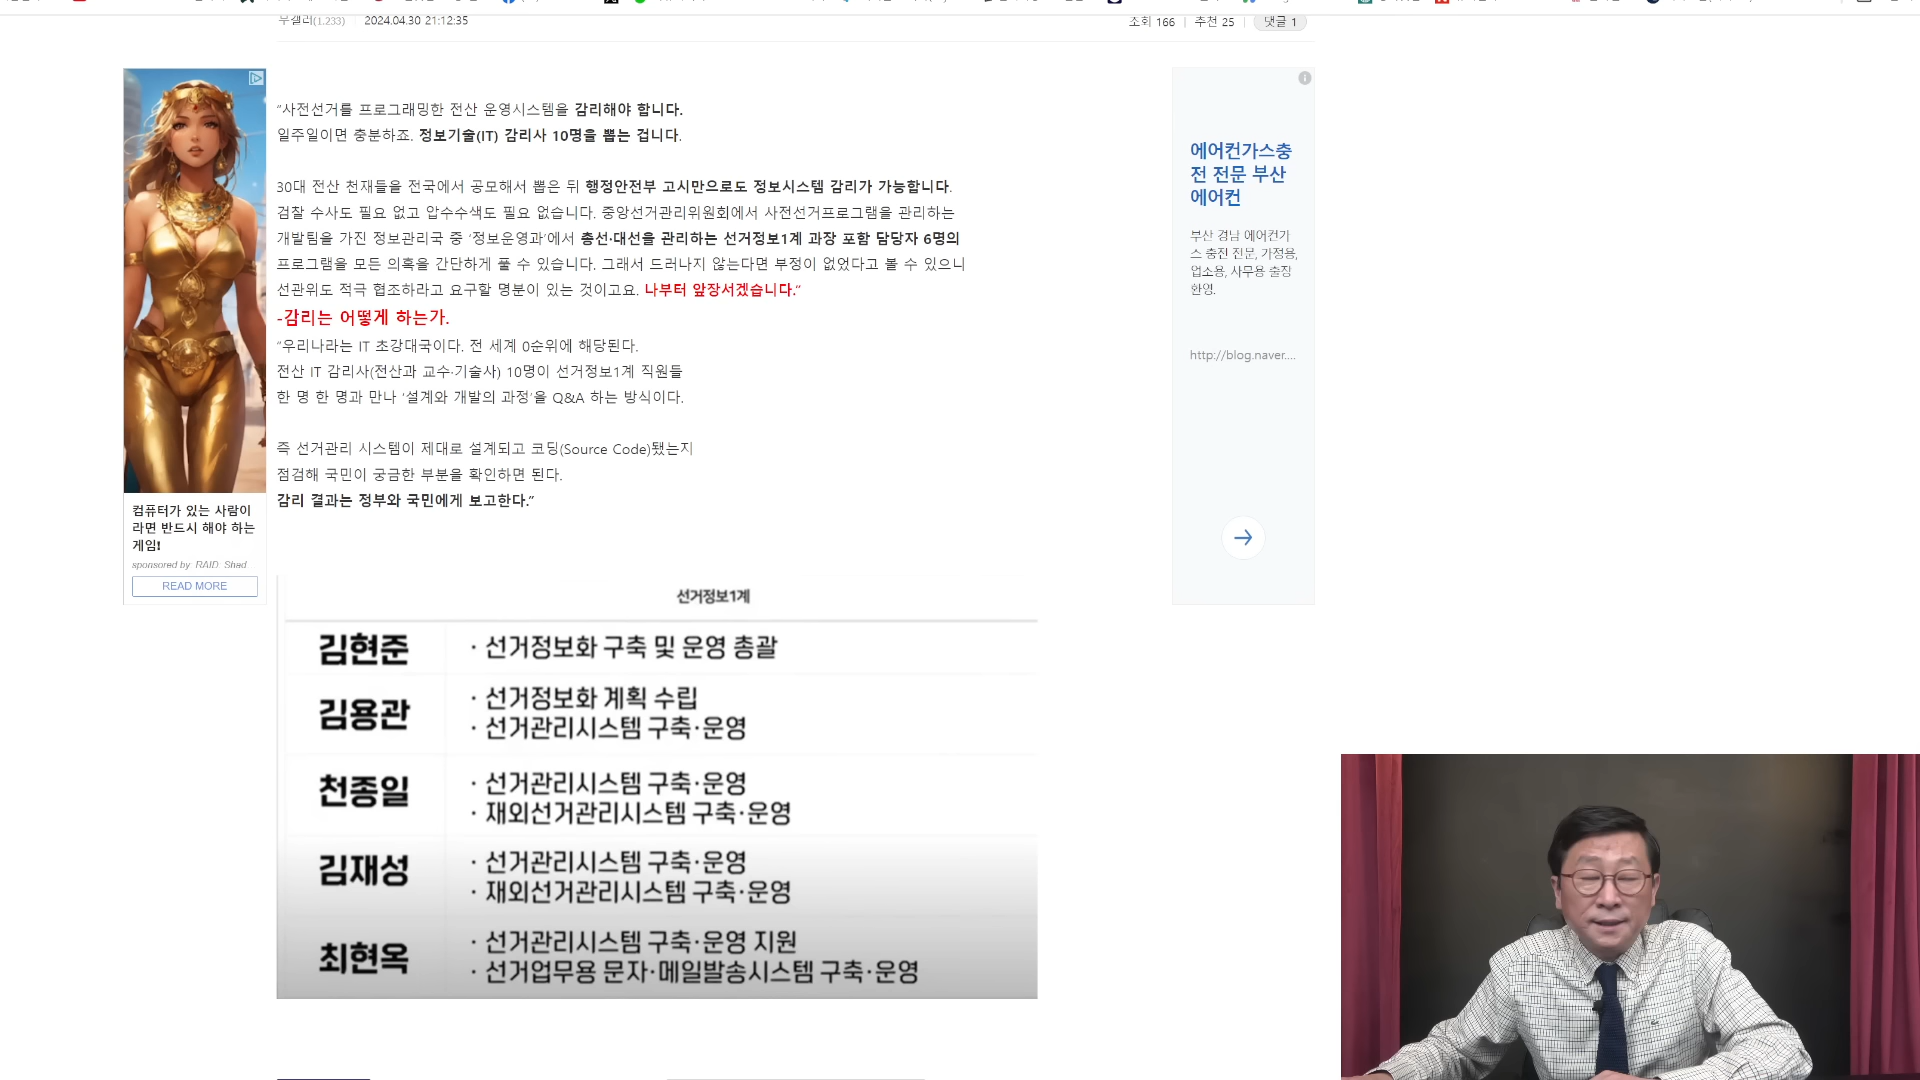 무갤러(1.233) 2024.04.30 21:12:35
조회 166 | 추천 25 | 댓글 1
컴퓨터가 있는 사람이
라면 반드시 해야 하는
게임!
sponsored by: RAID: Shad...
READ MORE
“사전선거를 프로그래밍한 전산 운영시스템을 감리해야 합니다.
일주일이면 충분하죠. 정보기술(IT) 감리사 10명을 뽑는 겁니다.
30대 전산 천재들을 전국에서 공모해서 뽑은 뒤 행정안전부 고시만으로도 정보시스템 감리가 가능합니다.
검찰 수사도 필요 없고 압수수색도 필요 없습니다. 중앙선거관리위원회에서 사전선거프로그램을 관리하는
개발팀을 가진 정보관리국 중 ‘정보운영과’에서 총선·대선을 관리하는 선거정보1계 과장 포함 담당자 6명의
프로그램을 모든 의혹을 간단하게 풀 수 있습니다. 그래서 드러나지 않는다면 부정이 없었다고 볼 수 있으니
선관위도 적극 협조하라고 요구할 명분이 있는 것이고요. 나부터 앞장서겠습니다.”
-감리는 어떻게 하는가.
“우리나라는 IT 초강대국이다. 전 세계 0순위에 해당된다.
전산 IT 감리사(전산과 교수·기술사) 10명이 선거정보1계 직원들
한 명 한 명과 만나 ‘설계와 개발의 과정’을 Q&A 하는 방식이다.
즉 선거관리 시스템이 제대로 설계되고 코딩(Source Code)됐는지
점검해 국민이 궁금한 부분을 확인하면 된다.
감리 결과는 정부와 국민에게 보고한다.”
에어컨가스충
전 전문 부산
에어컨
부산 경남 에어컨가
스 충전 전문, 가정용,
업소용, 사무용 출장
환영.
http://blog.naver....
선거정보1계
김현준 · 선거정보화 구축 및 운영 총괄
김용관 · 선거정보화 계획 수립
· 선거관리시스템 구축·운영
천종일 · 선거관리시스템 구축·운영
· 재외선거관리시스템 구축·운영
김재성 · 선거관리시스템 구축·운영
· 재외선거관리시스템 구축·운영
최현옥 · 선거관리시스템 구축·운영 지원
· 선거업무용 문자·메일발송시스템 구축·운영